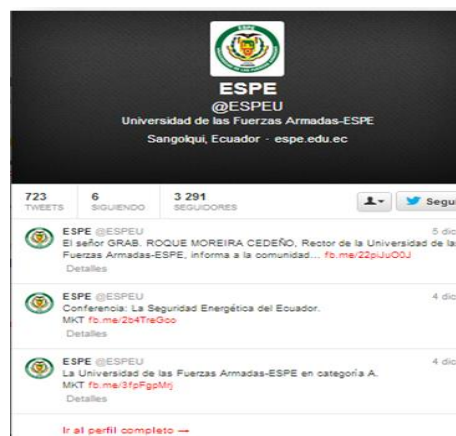 ESPE
@ESPEU
Universidad de las Fuerzas Armadas-ESPE
Sangolqui, Ecuador · espe.edu.ec
723 6 3 291
TWEETS SIGUIENDO SEGUIDORES
Segui
ESPE @ESPEU 5 dic
El señor GRAB. ROQUE MOREIRA CEDEÑO, Rector de la Universidad de las
Fuerzas Armadas-ESPE, informa a la comunidad... fb.me/22piJuO0J
Detalles
ESPE @ESPEU 4 dic
Conferencia: La Seguridad Energética del Ecuador.
MKT fb.me/2b4TreGoo
Detalles
ESPE @ESPEU 4 dic
La Universidad de las Fuerzas Armadas-ESPE en categoría A.
MKT fb.me/3fpFgpMrj
Detalles
Ir al perfil completo →